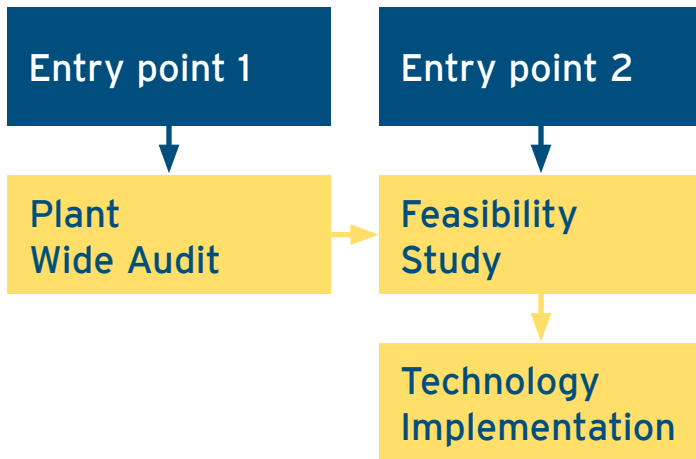 Entry point 1
Entry point 2
Plant
Wide Audit
Feasibility
Study
Technology
Implementation